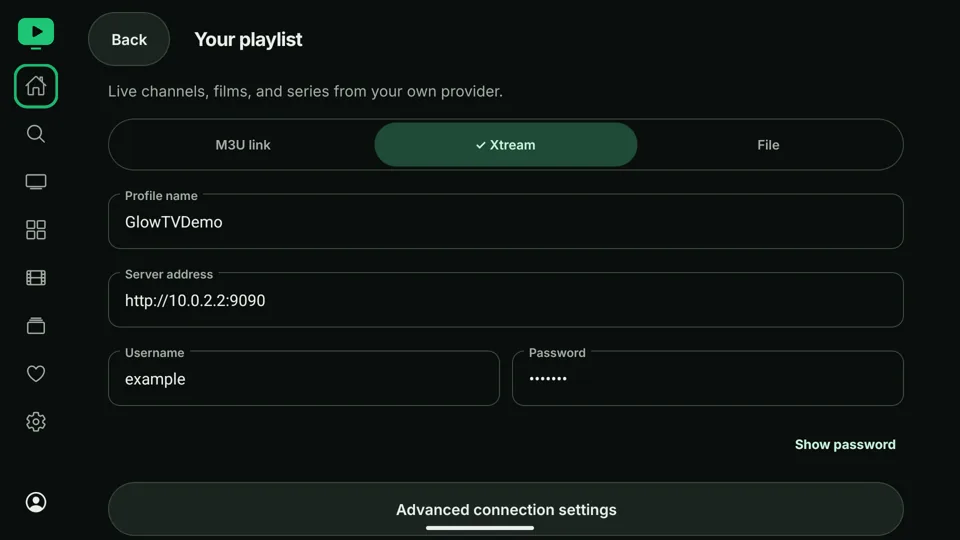 Back
Your playlist
Live channels, films, and series from your own provider.
M3U link
✓ Xtream
File
Profile name
GlowTVDemo
Server address
http://10.0.2.2:9090
Username
example
Password
•••••••
Show password
Advanced connection settings